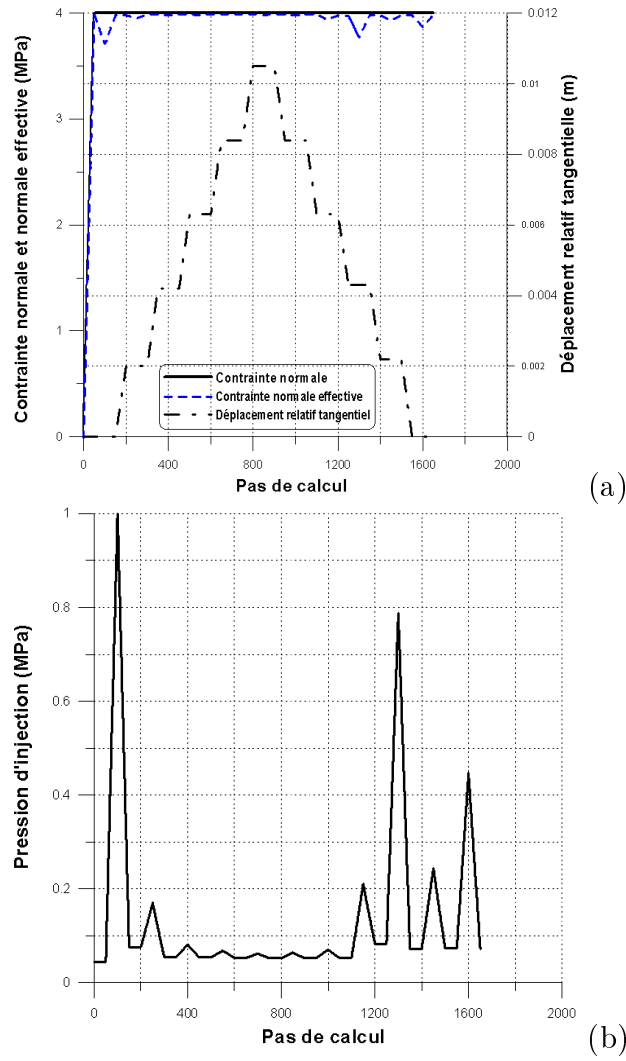 4
3
2
1
0
Contrainte normale et normale effective (MPa)
0.012
0.01
0.008
0.006
0.004
0.002
0
Déplacement relatif tangentielle (m)
Contrainte normale
Contrainte normale effective
Déplacement relatif tangentiel
0 400 800 1200 1600 2000
Pas de calcul
(a)
1
0.8
0.6
0.4
0.2
0
Pression d'injection (MPa)
0 400 800 1200 1600 2000
Pas de calcul
(b)